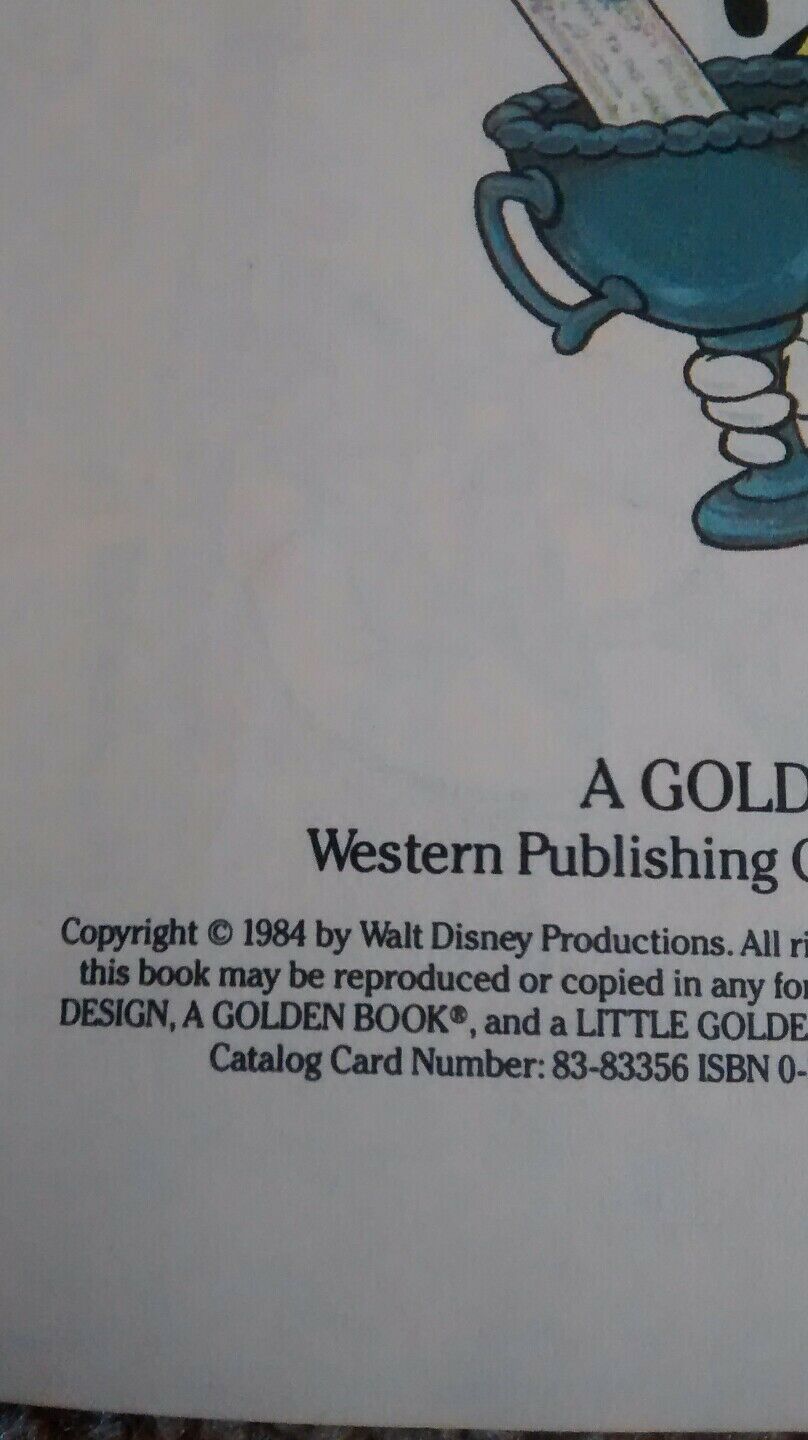 A GOLD
Western Publishing
Copyright © 1984 by Walt Disney Productions. All ri
this book may be reproduced or copied in any for
DESIGN, A GOLDEN BOOK®, and a LITTLE GOLDE
Catalog Card Number: 83-83356 ISBN 0-